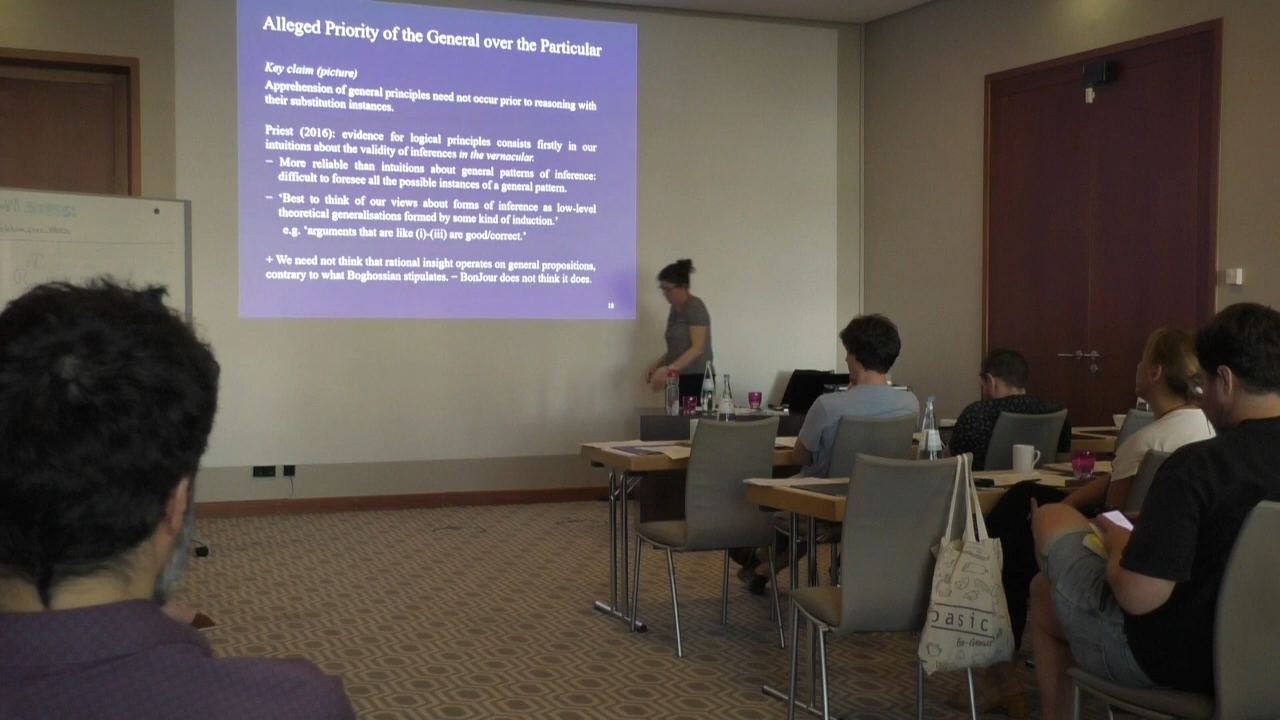 Alleged Priority of the General over the Particular
Key claim (picture)
Apprehension of general principles need not occur prior to reasoning with
their substitution instances.
Priest (2016): evidence for logical principles consists firstly in our
intuitions about the validity of inferences in the vernacular.
– More reliable than intuitions about general patterns of inference:
difficult to foresee all the possible instances of a general pattern.
– ‘Best to think of our views about forms of inference as low-level
theoretical generalisations formed by some kind of induction.’
e.g. ‘arguments that are like (i)-(iii) are good/correct.’
+ We need not think that rational insight operates on general propositions,
contrary to what Boghossian stipulates. – BonJour does not think it does.
18
basic